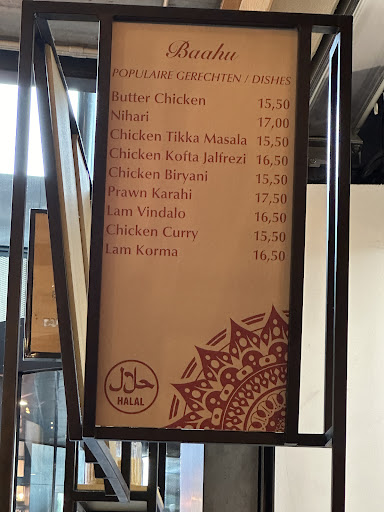 Baahu
POPULAIRE GERECHTEN / DISHES
Butter Chicken 15,50
Nihari 17,00
Chicken Tikka Masala 15,50
Chicken Kofta Jalfrezi 16,50
Chicken Biryani 15,50
Prawn Karahi 17,50
Lam Vindalo 16,50
Chicken Curry 15,50
Lam Korma 16,50
حلال
HALAL